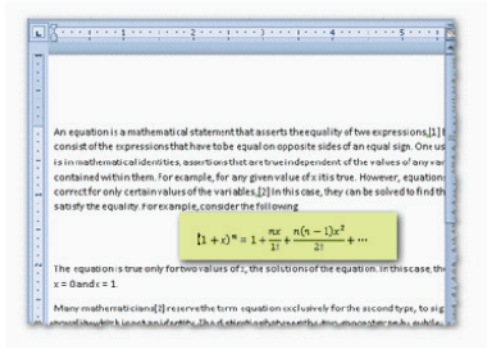 1 2 3 4 5
An equation is a mathematical statement that asserts the equality of two expressions,[1]
consist of the expressions that have to be equal on opposite sides of an equal sign. One us
is in mathematical identities, assertions that are true independent of the values of any var
contained within them. For example, for any given value of x it is true. However, equation
correct for only certain values of the variables,[2] In this case, they can be solved to find th
satisfy the equality. For example, consider the following
(1 + x)ⁿ = 1 + nx/1! + n(n − 1)x²/2! + ⋯
The equation is true only for two values of x, the solutions of the equation. In this case, the
x = 0 and x = 1.
Many mathematicians[2] reserve the term equation exclusively for the second type, to sig